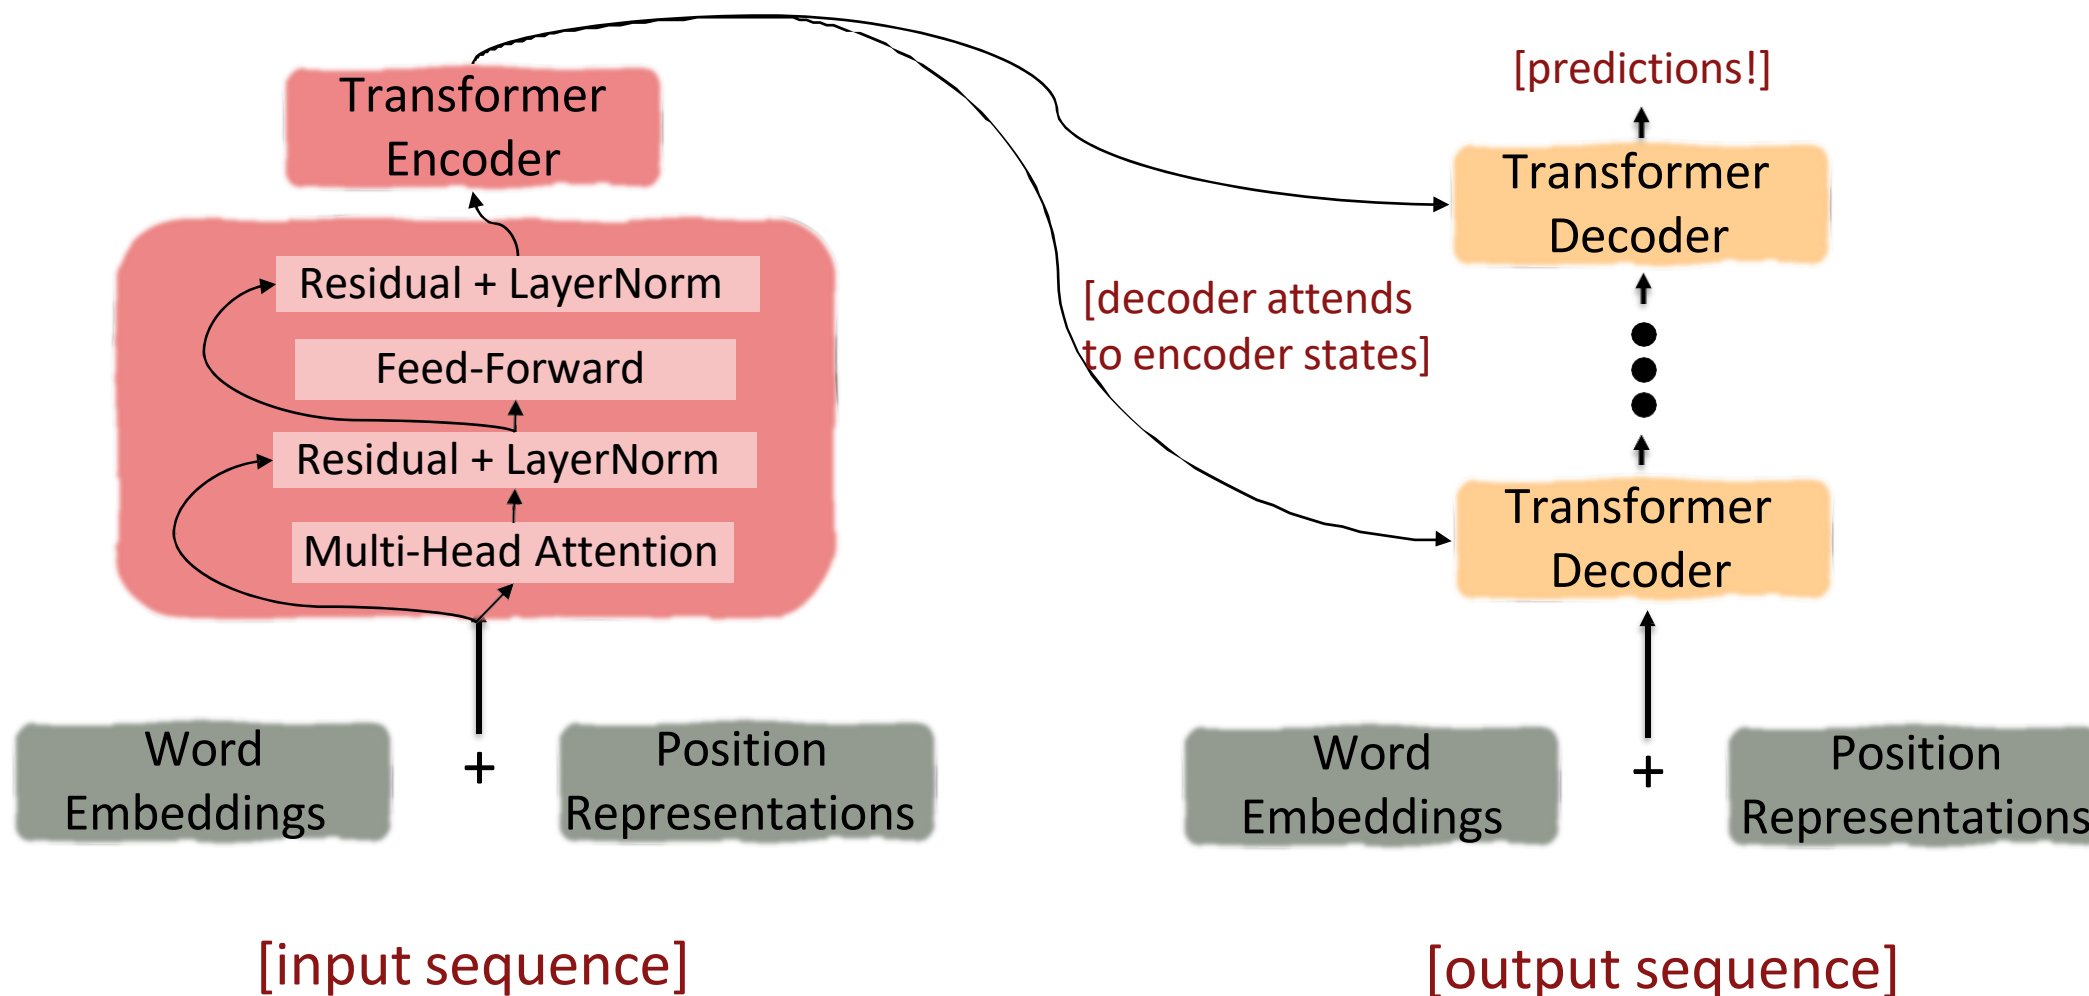 Transformer
Encoder
Residual + LayerNorm
Feed-Forward
Residual + LayerNorm
Multi-Head Attention
Word
Embeddings
+
Position
Representations
[input sequence]
[decoder attends
to encoder states]
[predictions!]
Transformer
Decoder
Transformer
Decoder
Word
Embeddings
+
Position
Representations
[output sequence]